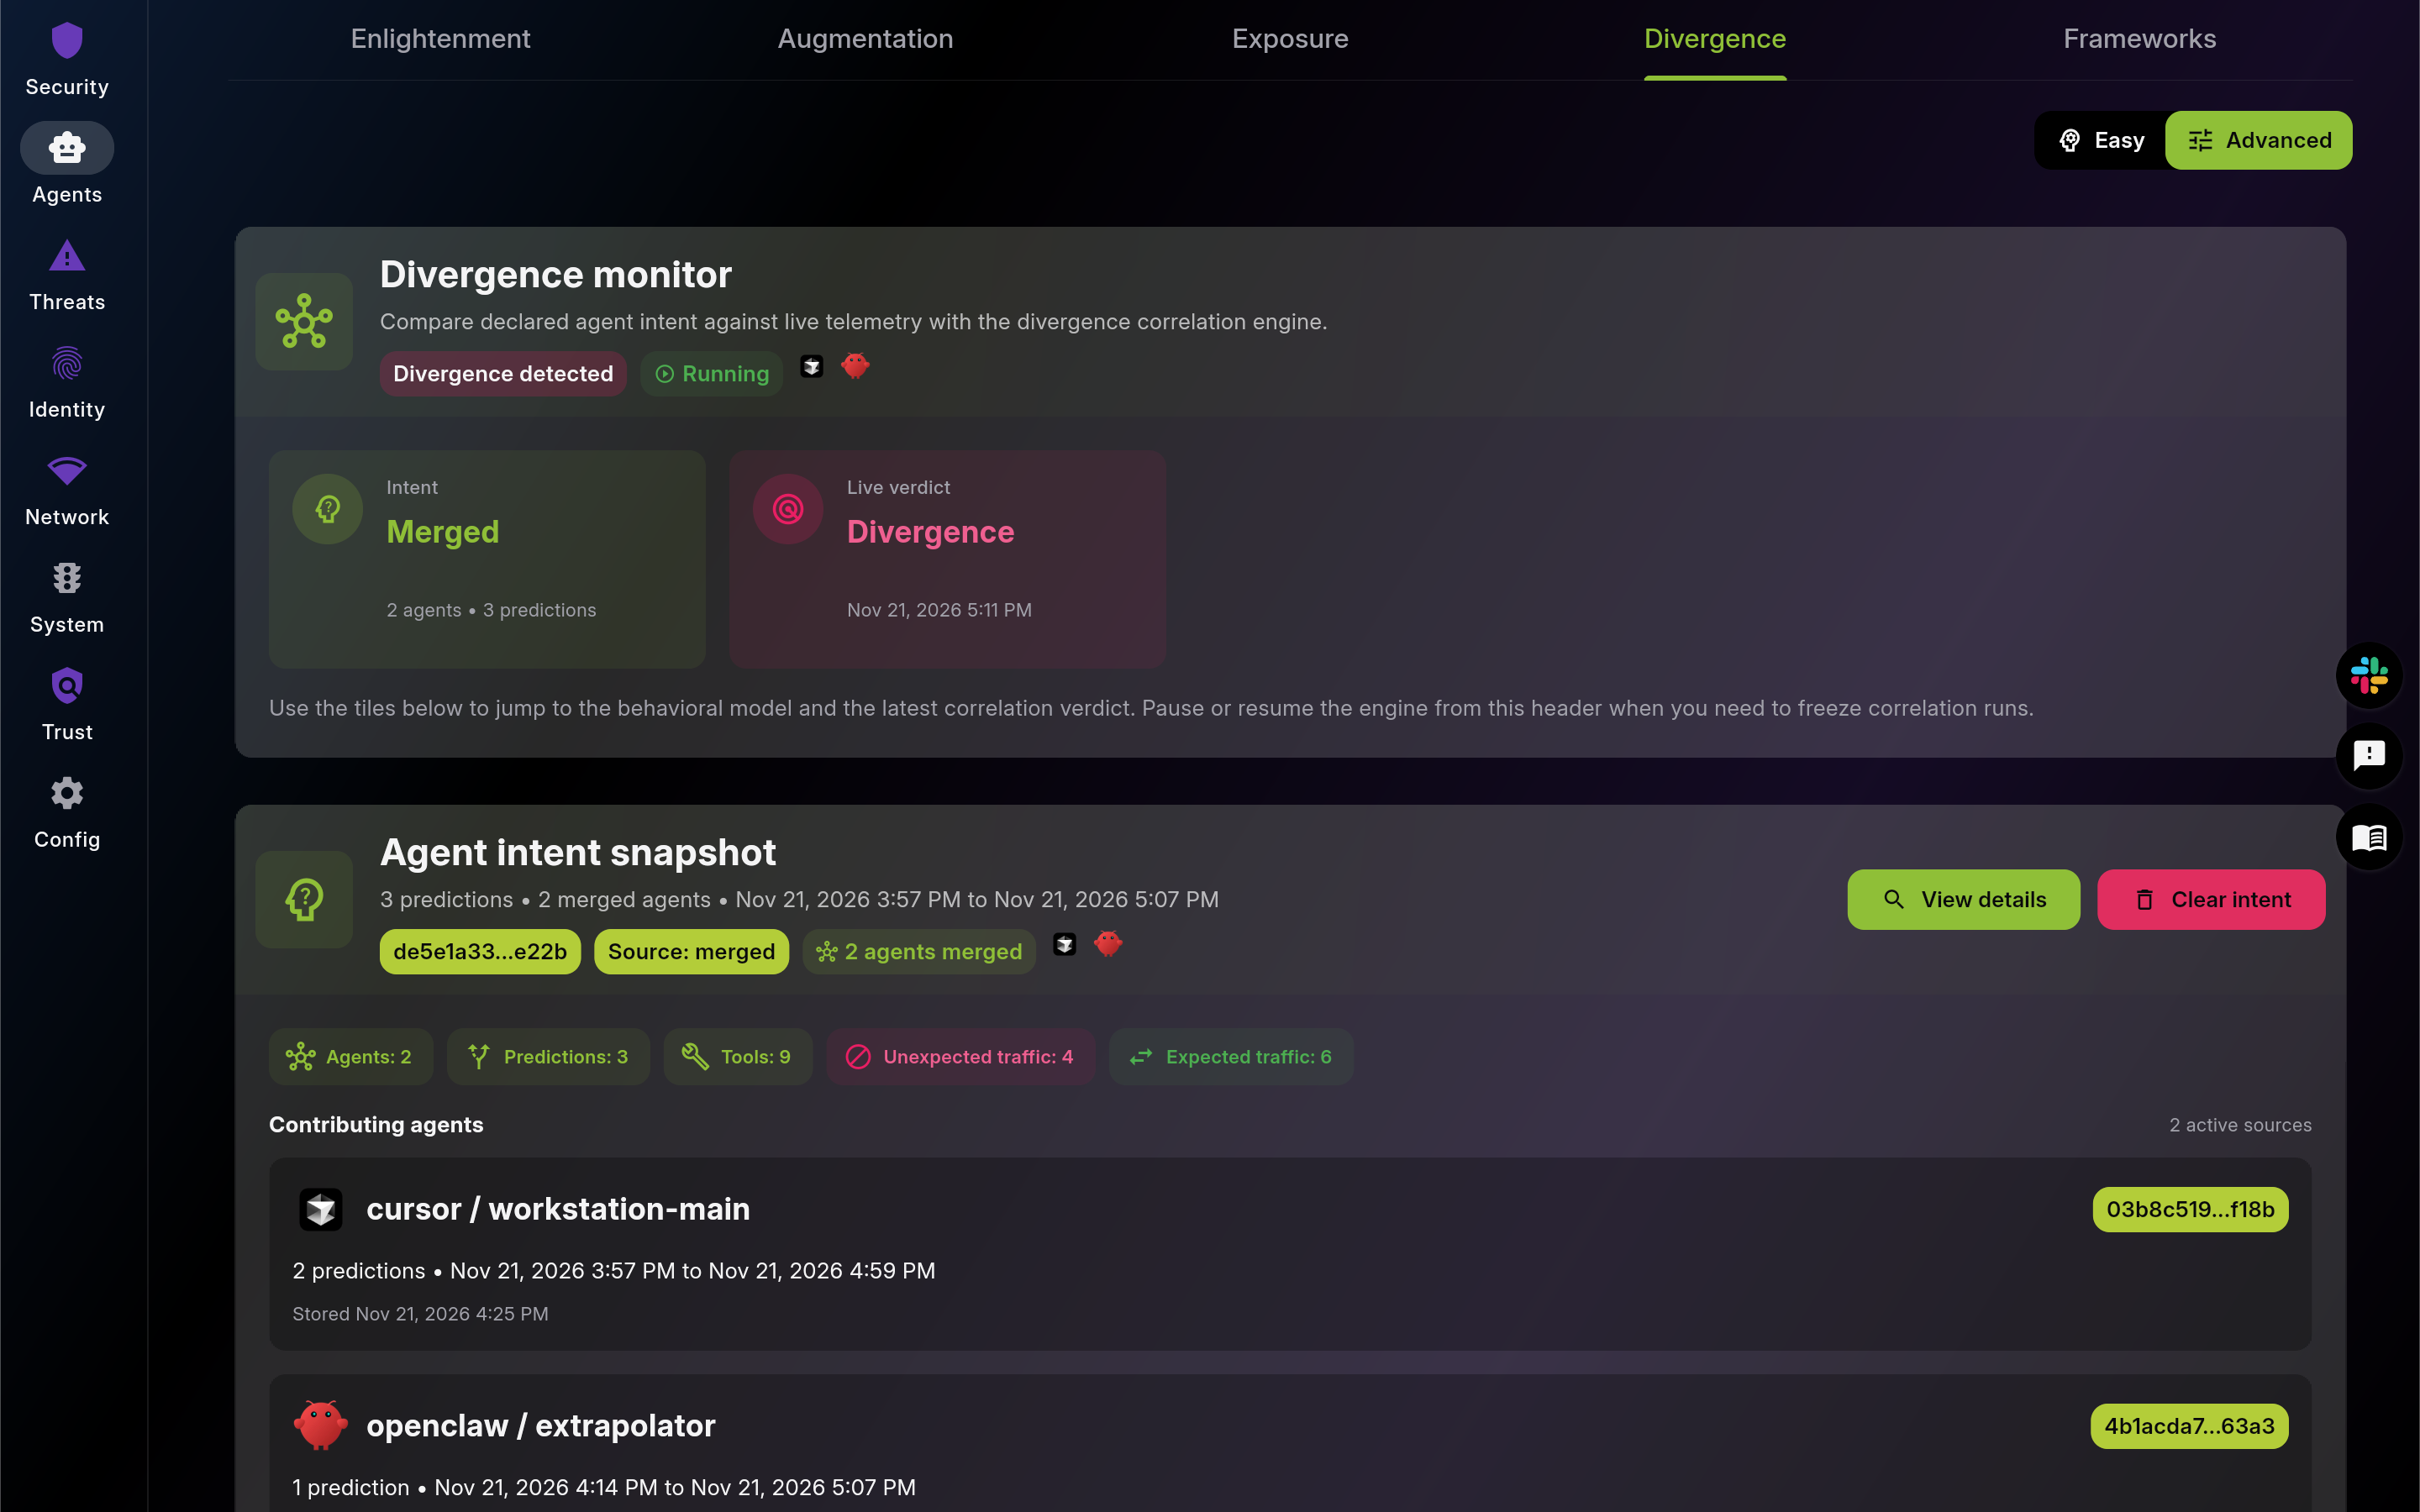 Security
Agents
Threats
Identity
Network
System
Trust
Config
Enlightenment
Augmentation
Exposure
Divergence
Frameworks
Easy
Advanced
Divergence monitor
Compare declared agent intent against live telemetry with the divergence correlation engine.
Divergence detected
Running
Intent
Merged
2 agents • 3 predictions
Live verdict
Divergence
Nov 21, 2026 5:11 PM
Use the tiles below to jump to the behavioral model and the latest correlation verdict. Pause or resume the engine from this header when you need to freeze correlation runs.
Agent intent snapshot
3 predictions • 2 merged agents • Nov 21, 2026 3:57 PM to Nov 21, 2026 5:07 PM
de5e1a33...e22b
Source: merged
2 agents merged
View details
Clear intent
Agents: 2
Predictions: 3
Tools: 9
Unexpected traffic: 4
Expected traffic: 6
Contributing agents
2 active sources
cursor / workstation-main
03b8c519...f18b
2 predictions • Nov 21, 2026 3:57 PM to Nov 21, 2026 4:59 PM
Stored Nov 21, 2026 4:25 PM
openclaw / extrapolator
4b1acda7...63a3
1 prediction • Nov 21, 2026 4:14 PM to Nov 21, 2026 5:07 PM